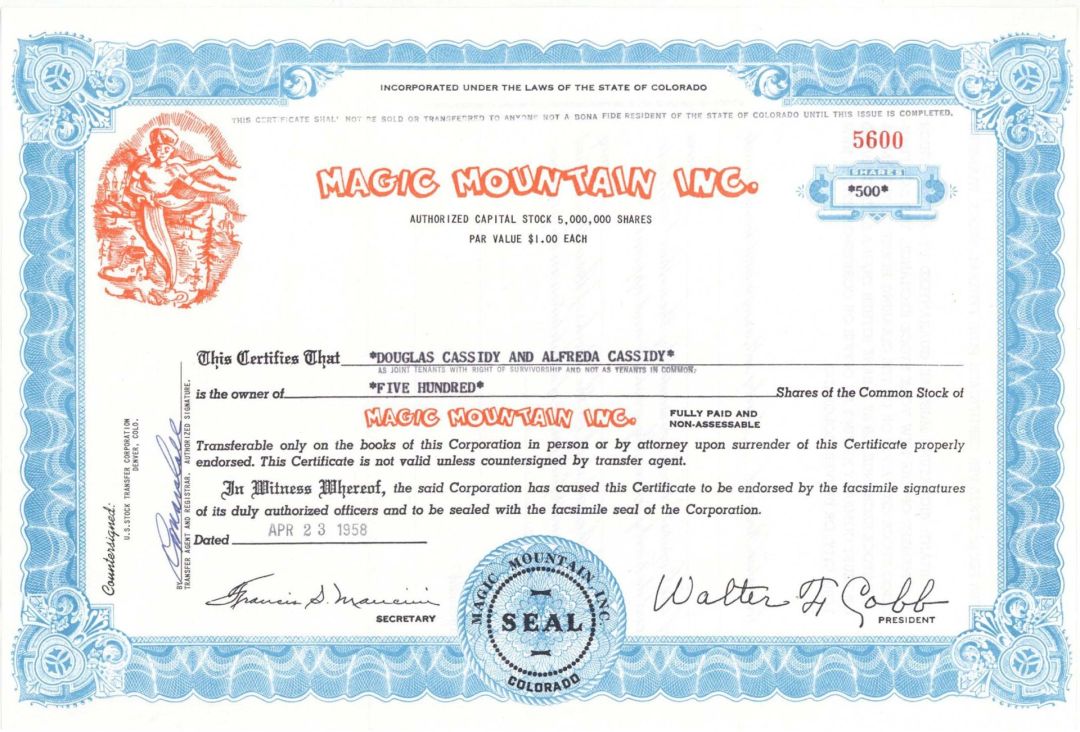 INCORPORATED UNDER THE LAWS OF THE STATE OF COLORADO
THIS CERTIFICATE SHALL NOT BE SOLD OR TRANSFERRED TO ANYONE NOT A BONA FIDE RESIDENT OF THE STATE OF COLORADO UNTIL THIS ISSUE IS COMPLETED.
5600
MAGIC MOUNTAIN INC.
SHARES
*500*
AUTHORIZED CAPITAL STOCK 5,000,000 SHARES
PAR VALUE $1.00 EACH
This Certifies That *DOUGLAS CASSIDY AND ALFREDA CASSIDY*
AS JOINT TENANTS WITH RIGHT OF SURVIVORSHIP AND NOT AS TENANTS IN COMMON,
is the owner of *FIVE HUNDRED* Shares of the Common Stock of
MAGIC MOUNTAIN INC. FULLY PAID AND
NON-ASSESSABLE
Transferable only on the books of this Corporation in person or by attorney upon surrender of this Certificate properly
endorsed. This Certificate is not valid unless countersigned by transfer agent.
In Witness Whereof, the said Corporation has caused this Certificate to be endorsed by the facsimile signatures
of its duly authorized officers and to be sealed with the facsimile seal of the Corporation.
Dated APR 23 1958
Countersigned:
U.S.STOCK TRANSFER CORPORATION
DENVER, COLO.
BY
TRANSFER AGENT AND REGISTRAR. AUTHORIZED SIGNATURE.
Francis S. Mancini
SECRETARY
MAGIC MOUNTAIN INC
SEAL
COLORADO
Walter F Cobb
PRESIDENT